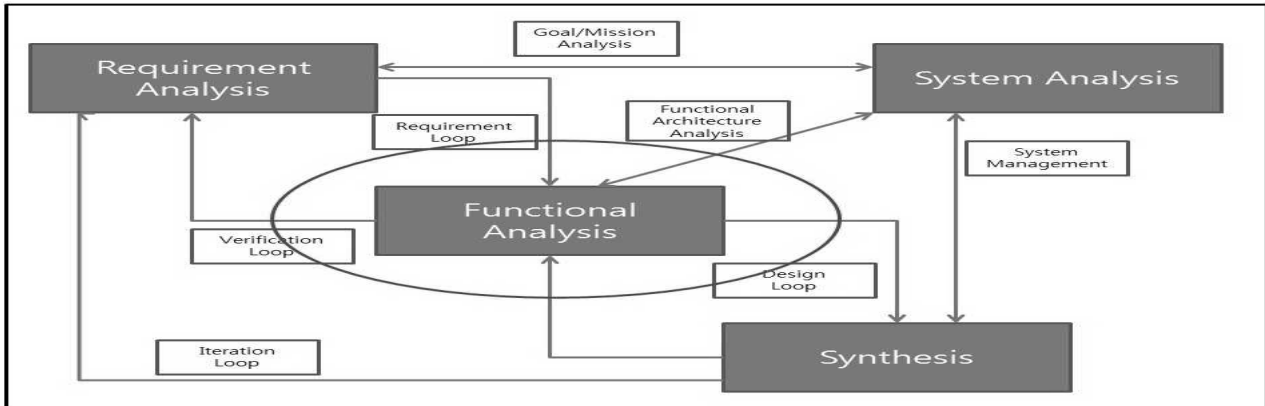 Goal/Mission
Analysis
Requirement
Analysis
System Analysis
Functional
Architecture
Analysis
Requirement
Loop
System
Management
Functional
Analysis
Verification
Loop
Design
Loop
Iteration
Loop
Synthesis